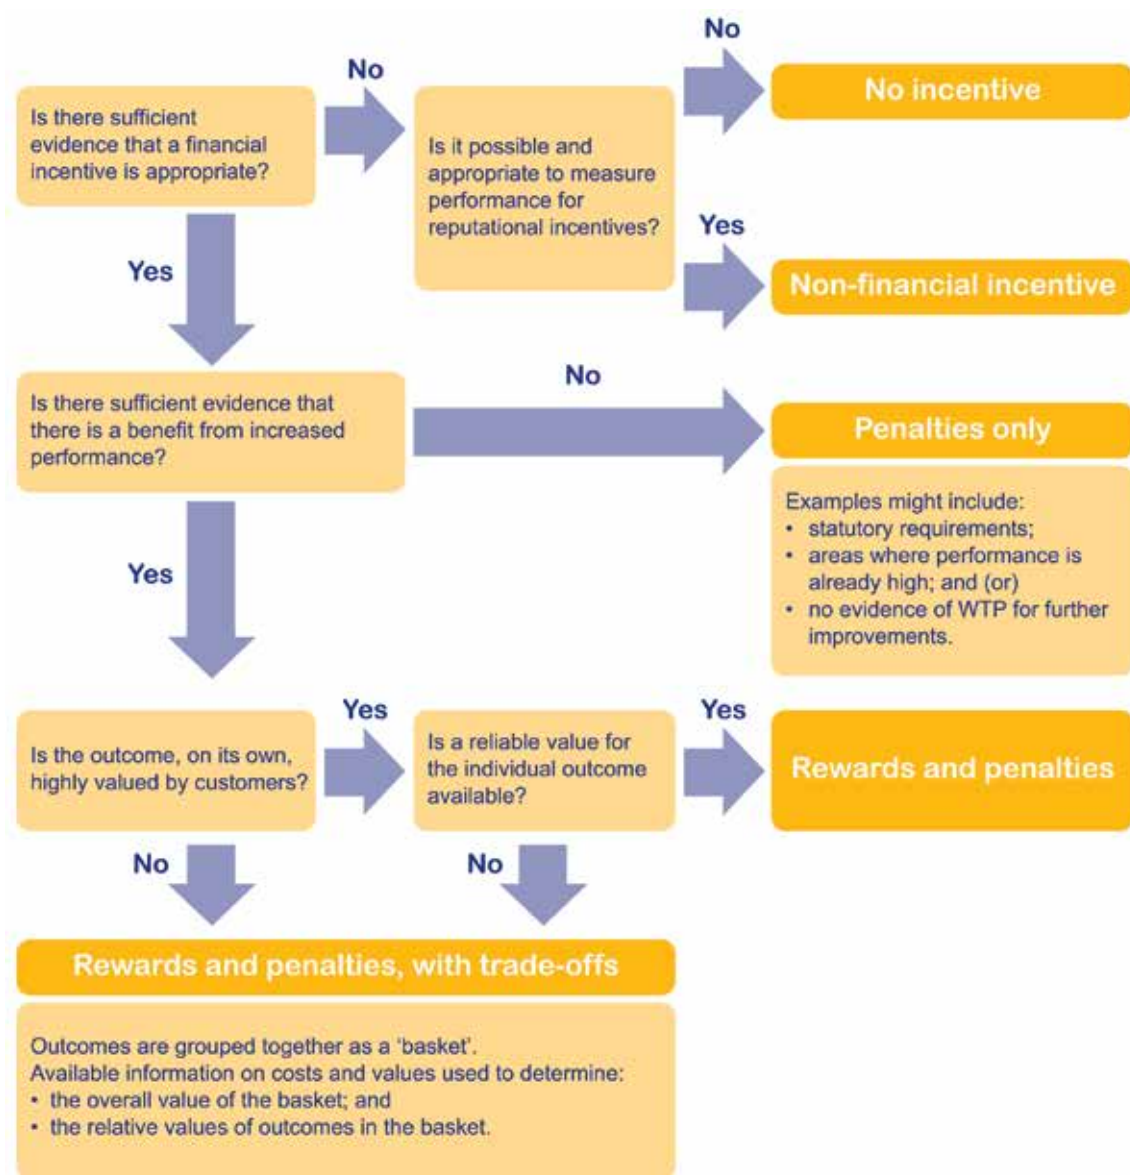 No
No incentive
No
Is there sufficient
evidence that a financial
incentive is appropriate?
Is it possible and
appropriate to measure
performance for
reputational incentives?
Yes
Yes
Non-financial incentive
No
Is there sufficient evidence that
there is a benefit from increased
performance?
Penalties only
Examples might include:
• statutory requirements;
• areas where performance is
already high; and (or)
• no evidence of WTP for further
improvements.
Yes
Yes
Yes
Is the outcome, on its own,
highly valued by customers?
Is a reliable value for
the individual outcome
available?
Rewards and penalties
No
No
Rewards and penalties, with trade-offs
Outcomes are grouped together as a ‘basket’.
Available information on costs and values used to determine:
• the overall value of the basket; and
• the relative values of outcomes in the basket.